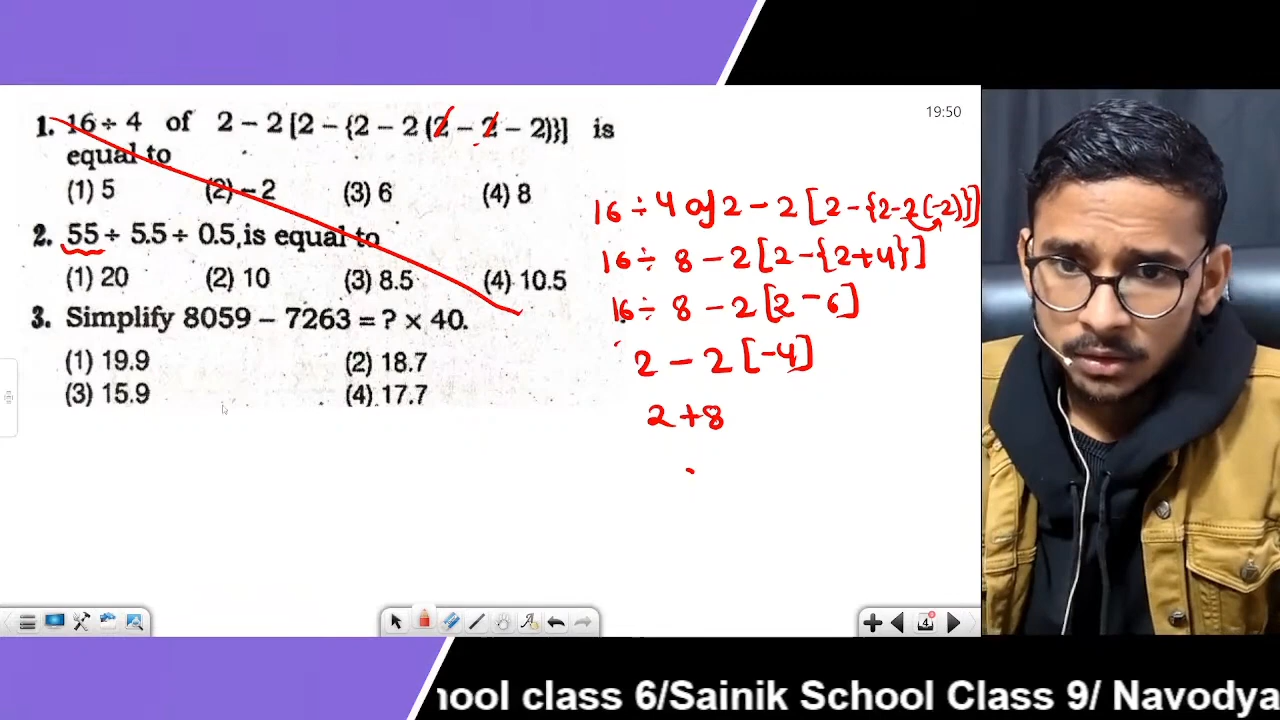 19:50
1. 16 ÷ 4 of 2 – 2 [2 – {2 – 2 (2 – 2 – 2)}] is
equal to
(1) 5 (2) – 2 (3) 6 (4) 8
2. 55 ÷ 5.5 ÷ 0.5, is equal to
(1) 20 (2) 10 (3) 8.5 (4) 10.5
3. Simplify 8059 – 7263 = ? × 40.
(1) 19.9 (2) 18.7
(3) 15.9 (4) 17.7
16 ÷ 4 of 2 – 2 [2 – {2 – 2 (–2)}]
16 ÷ 8 – 2 [2 – {2 + 4}]
16 ÷ 8 – 2 [2 – 6]
2 – 2 [–4]
2 + 8
4
hool class 6/Sainik School Class 9/ Navodya